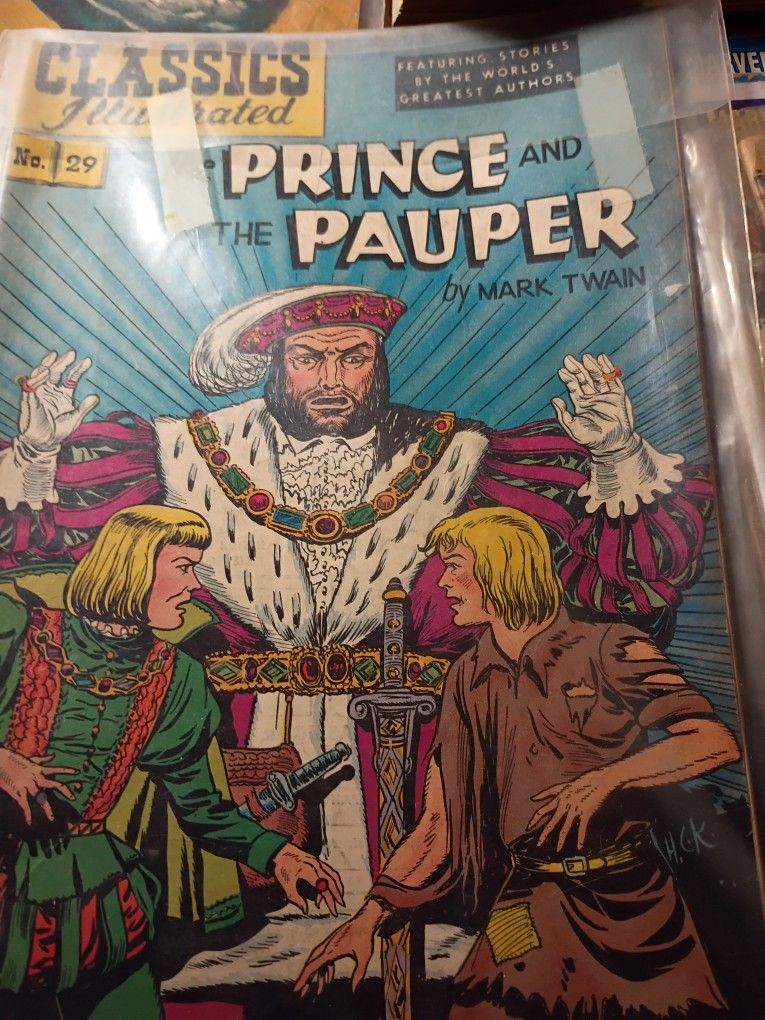 CLASSICS
Illustrated
FEATURING STORIES
BY THE WORLD'S
GREATEST AUTHORS
No. 29
PRINCE AND
THE PAUPER
by MARK TWAIN
H.C.K.